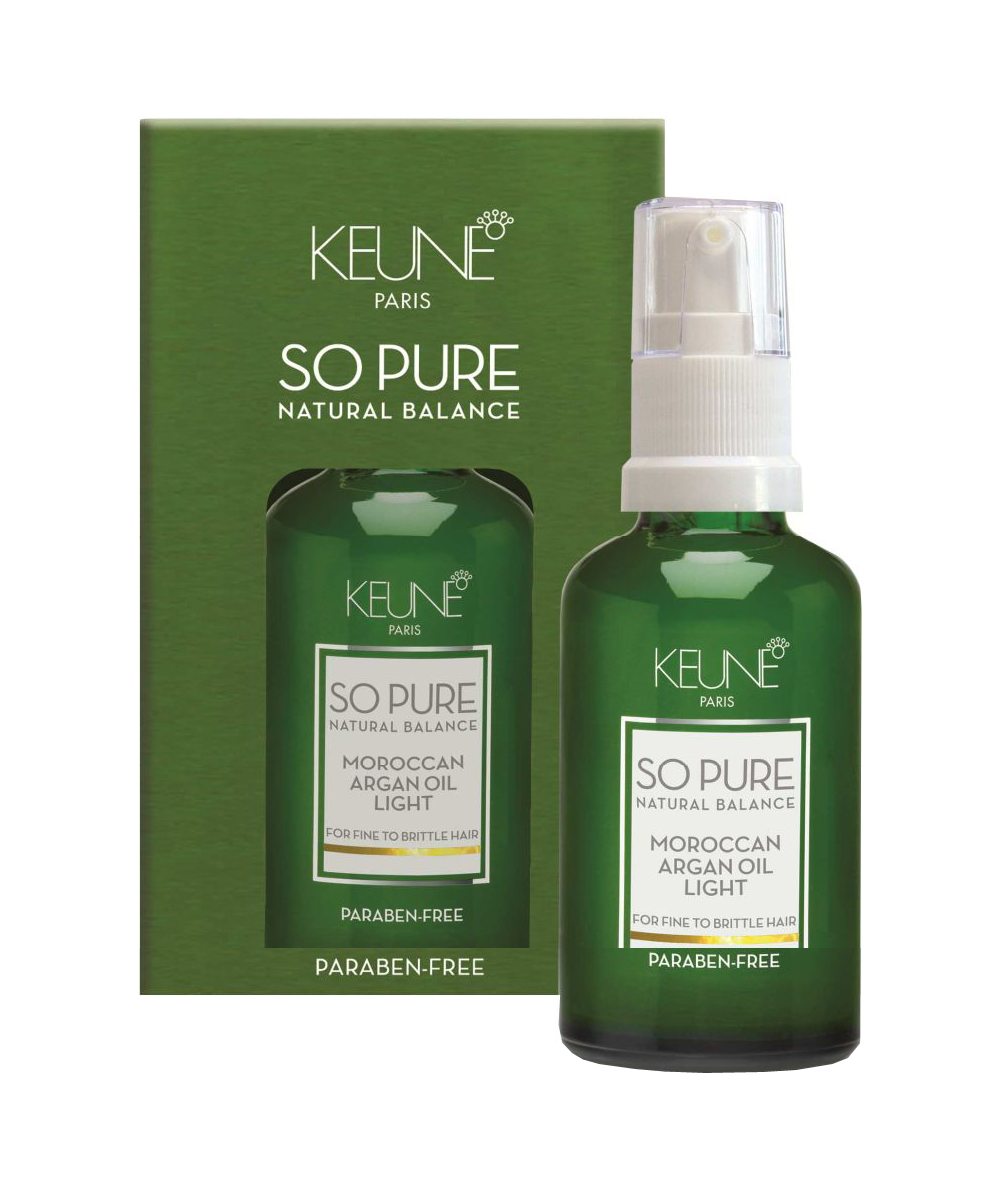 KEUNE
PARIS
SO PURE
NATURAL BALANCE
KEUNE
PARIS
SO PURE
NATURAL BALANCE
MOROCCAN
ARGAN OIL
LIGHT
FOR FINE TO BRITTLE HAIR
PARABEN-FREE
PARABEN-FREE
KEUNE
PARIS
SO PURE
NATURAL BALANCE
MOROCCAN
ARGAN OIL
LIGHT
FOR FINE TO BRITTLE HAIR
PARABEN-FREE